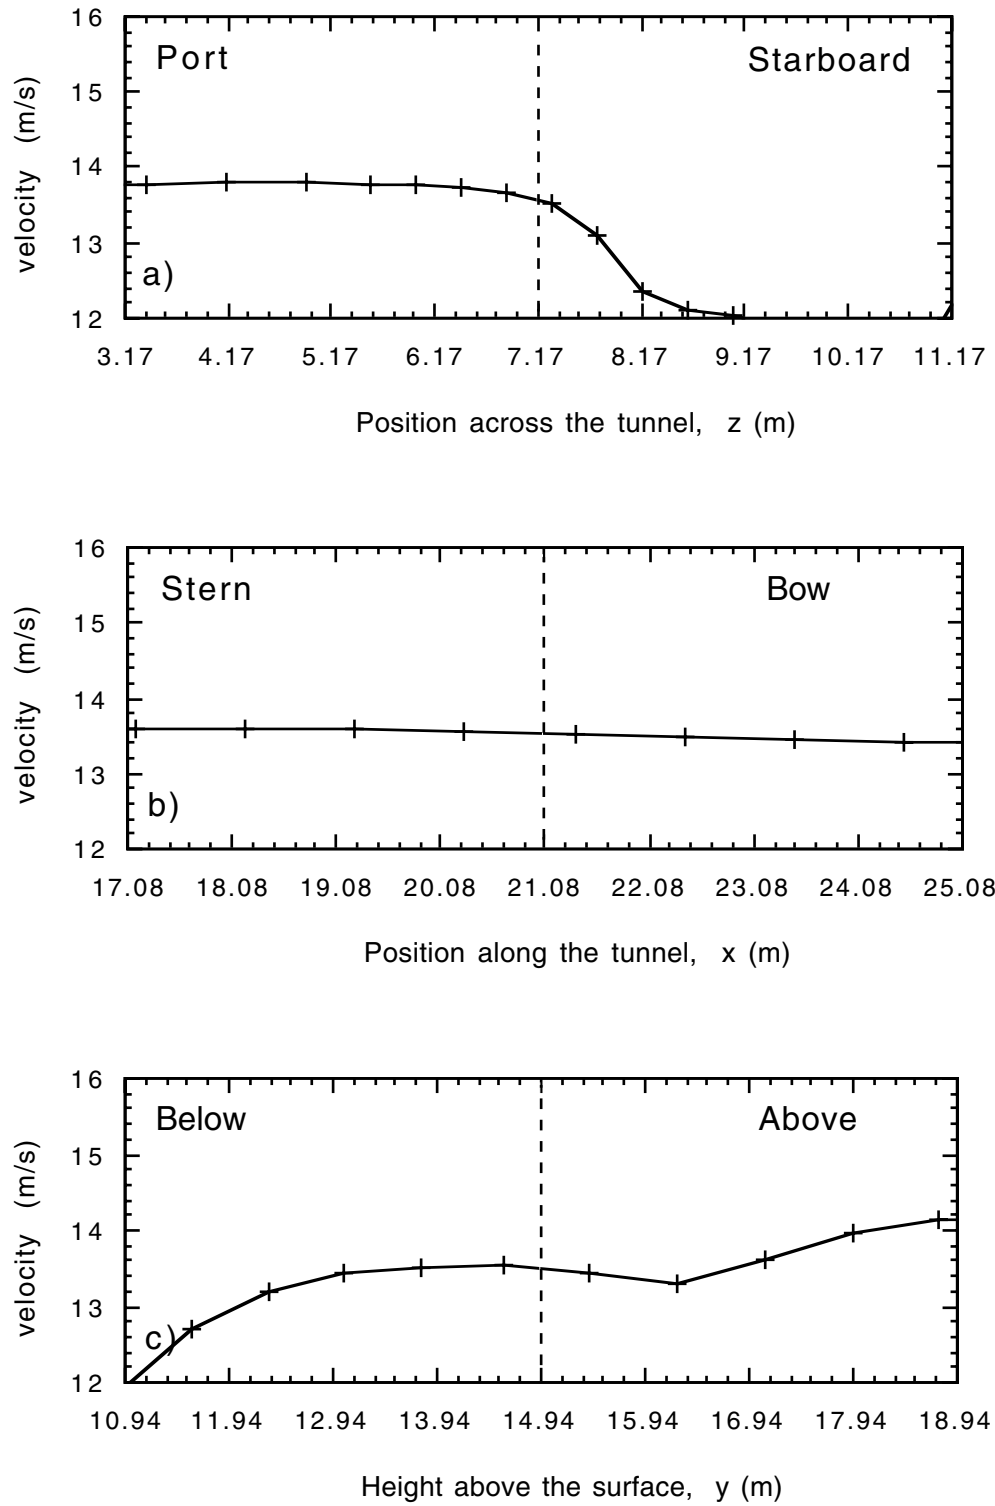 16
Port Starboard
15
velocity (m/s)
14
13
a)
12
3.17 4.17 5.17 6.17 7.17 8.17 9.17 10.17 11.17
Position across the tunnel, z (m)
16
Stern Bow
15
velocity (m/s)
14
13
b)
12
17.08 18.08 19.08 20.08 21.08 22.08 23.08 24.08 25.08
Position along the tunnel, x (m)
16
Below Above
15
velocity (m/s)
14
13
c)
12
10.94 11.94 12.94 13.94 14.94 15.94 16.94 17.94 18.94
Height above the surface, y (m)